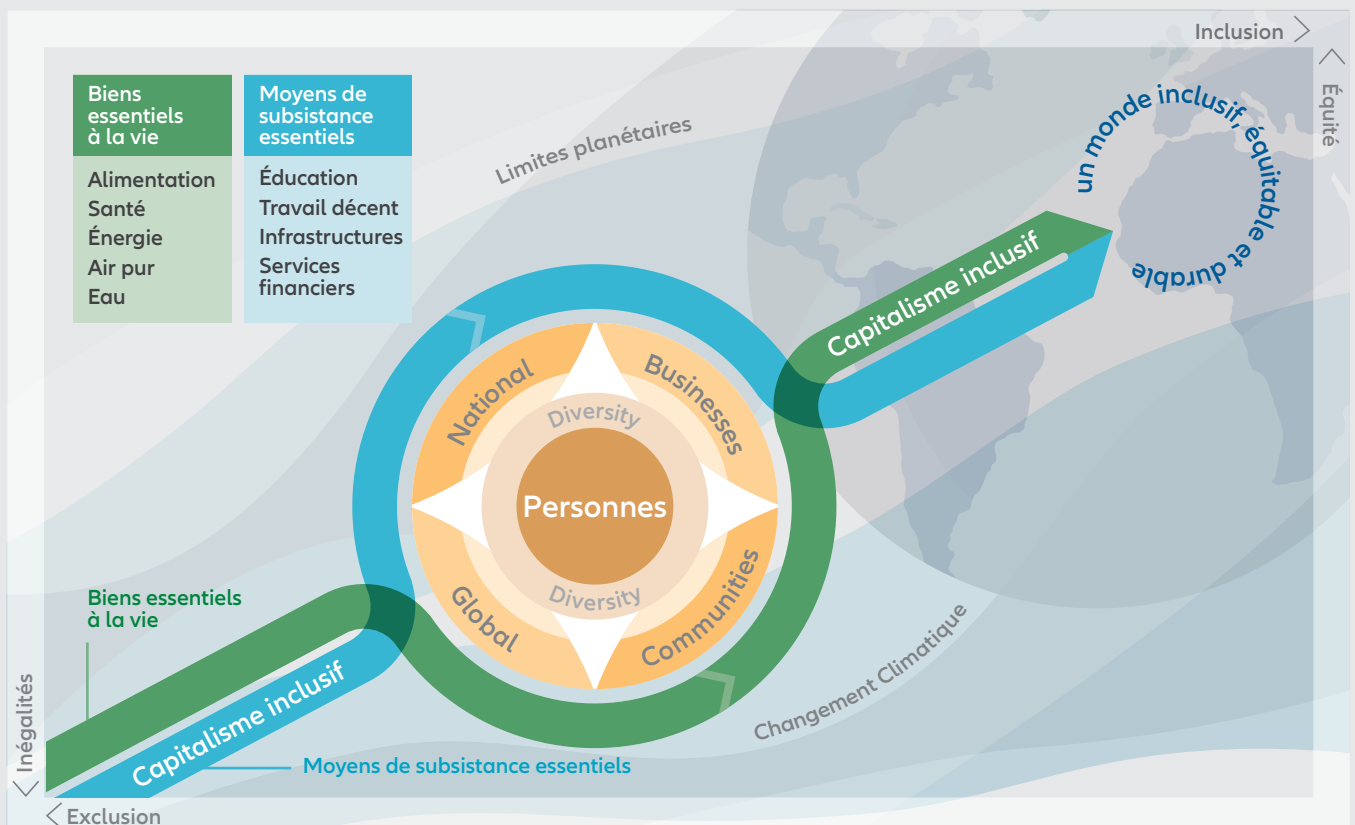 Inclusion
Équité
Biens
essentiels
à la vie
Alimentation
Santé
Énergie
Air pur
Eau
Moyens de
subsistance
essentiels
Éducation
Travail décent
Infrastructures
Services
financiers
Limites planétaires
un monde inclusif, équitable et durable
Capitalisme inclusif
National
Businesses
Diversity
Personnes
Diversity
Global
Communities
Biens essentiels
à la vie
Changement Climatique
Capitalisme inclusif
Moyens de subsistance essentiels
Inégalités
Exclusion